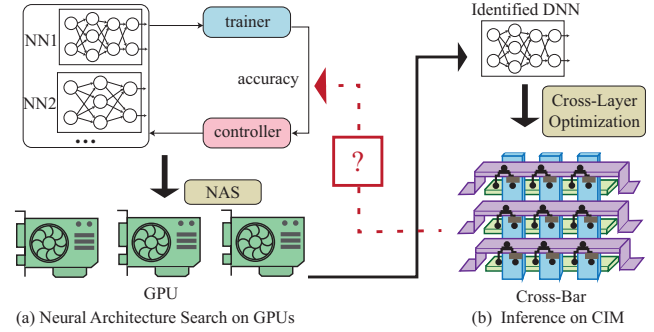 NN1
trainer
Identified DNN
accuracy
NN2
Cross-Layer
Optimization
controller
...
?
NAS
GPU
Cross-Bar
(a) Neural Architecture Search on GPUs
(b) Inference on CIM